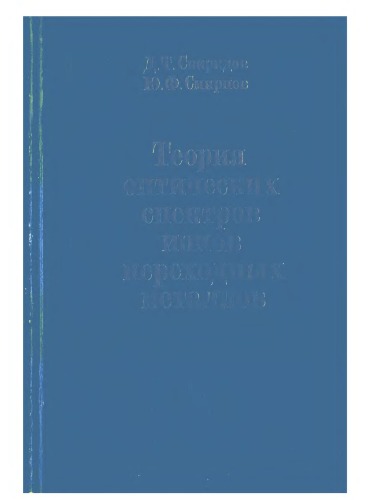 Д. Т. Свиридов
Ю. Ф. Смирнов
Теория
оптических
спектров
ионов
переходных
металлов